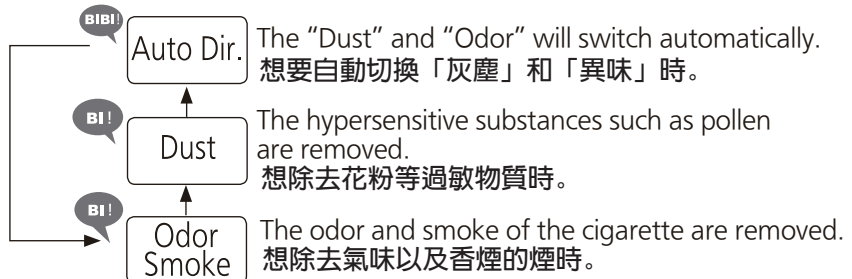 BIBI!
Auto Dir.
The “Dust” and “Odor” will switch automatically.
想要自動切換「灰塵」和「異味」時。
BI!
Dust
The hypersensitive substances such as pollen
are removed.
想除去花粉等過敏物質時。
BI!
Odor
Smoke
The odor and smoke of the cigarette are removed.
想除去氣味以及香煙的煙時。